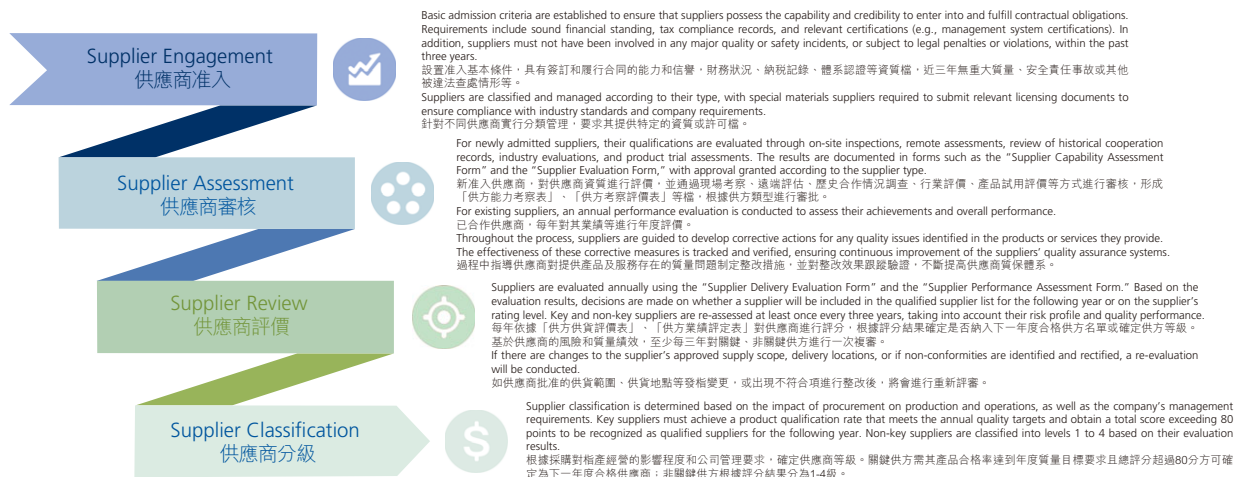 Supplier Engagement
供應商准入
Basic admission criteria are established to ensure that suppliers possess the capability and credibility to enter into and fulfill contractual obligations.
Requirements include sound financial standing, tax compliance records, and relevant certifications (e.g., management system certifications). In
addition, suppliers must not have been involved in any major quality or safety incidents, or subject to legal penalties or violations, within the past
three years.
設置准入基本條件，具有簽訂和履行合同的能力和信譽，財務狀況、納税記錄、體系認證等資質檔，近三年無重大質量、安全責任事故或其他
被違法查處情形等。
Suppliers are classified and managed according to their type, with special materials suppliers required to submit relevant licensing documents to
ensure compliance with industry standards and company requirements.
針對不同供應商實行分類管理，要求其提供特定的資質或許可檔。
Supplier Assessment
供應商審核
For newly admitted suppliers, their qualifications are evaluated through on-site inspections, remote assessments, review of historical cooperation
records, industry evaluations, and product trial assessments. The results are documented in forms such as the “Supplier Capability Assessment
Form” and the “Supplier Evaluation Form,” with approval granted according to the supplier type.
新准入供應商，對供應商資質進行評價，並通過現場考察、遠端評估、歷史合作情況調查、行業評價、產品試用評價等方式進行審核，形成
「供方能力考察表」、「供方考察評價表」等檔，根據供方類型進行審批。
For existing suppliers, an annual performance evaluation is conducted to assess their achievements and overall performance.
已合作供應商，每年對其業績等進行年度評價。
Throughout the process, suppliers are guided to develop corrective actions for any quality issues identified in the products or services they provide.
The effectiveness of these corrective measures is tracked and verified, ensuring continuous improvement of the suppliers’ quality assurance systems.
過程中指導供應商對提供產品及服務存在的質量問題制定整改措施，並對整改效果跟蹤驗證，不斷提高供應商質保體系。
Supplier Review
供應商評價
Suppliers are evaluated annually using the “Supplier Delivery Evaluation Form” and the “Supplier Performance Assessment Form.” Based on the
evaluation results, decisions are made on whether a supplier will be included in the qualified supplier list for the following year or on the supplier’s
rating level. Key and non-key suppliers are re-assessed at least once every three years, taking into account their risk profile and quality performance.
每年依據「供方供貨評價表」、「供方業績評定表」對供應商進行評分，根據評分結果確定是否納入下一年度合格供方名單或確定供方等級。
基於供應商的風險和質量績效，至少每三年對關鍵、非關鍵供方進行一次複審。
If there are changes to the supplier’s approved supply scope, delivery locations, or if non-conformities are identified and rectified, a re-evaluation
will be conducted.
如供應商批准的供貨範圍、供貨地點等發枱變更，或出現不符合項進行整改後，將會進行重新評審。
Supplier Classification
供應商分級
Supplier classification is determined based on the impact of procurement on production and operations, as well as the company’s management
requirements. Key suppliers must achieve a product qualification rate that meets the annual quality targets and obtain a total score exceeding 80
points to be recognized as qualified suppliers for the following year. Non-key suppliers are classified into levels 1 to 4 based on their evaluation
results.
根據採購對枱產經營的影響程度和公司管理要求，確定供應商等級。關鍵供方需其產品合格率達到年度質量目標要求且總評分超過80分方可確
定為下一年度合格供應商；非關鍵供方根據評分結果分為1-4級。